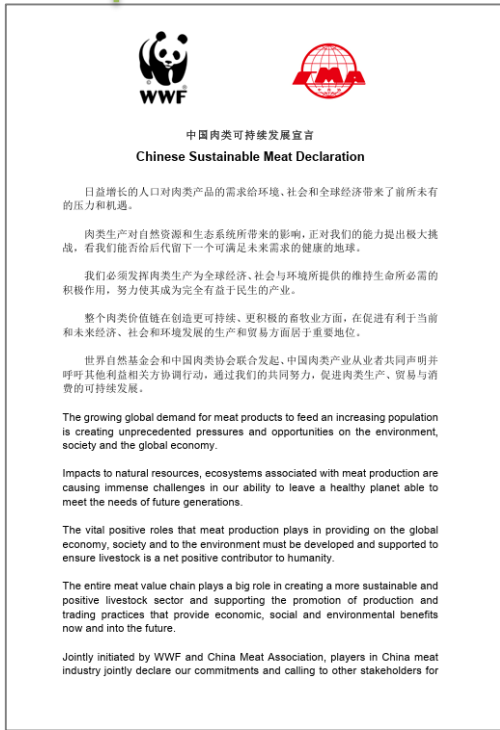 WWF
CMA
中国肉类可持续发展宣言
Chinese Sustainable Meat Declaration
日益增长的人口对肉类产品的需求给环境、社会和全球经济带来了前所未有
的压力和机遇。
肉类生产对自然资源和生态系统所带来的影响，正对我们的能力提出极大挑
战，看我们能否给后代留下一个可满足未来需求的健康的地球。
我们必须发挥肉类生产为全球经济、社会与环境所提供的维持生命所必需的
积极作用，努力使其成为完全有益于民生的产业。
整个肉类价值链在创造更可持续、更积极的畜牧业方面，在促进有利于当前
和未来经济、社会和环境发展的生产和贸易方面居于重要地位。
世界自然基金会和中国肉类协会联合发起、中国肉类产业从业者共同声明并
呼吁其他利益相关方协调行动，通过我们的共同努力，促进肉类生产、贸易与消
费的可持续发展。
The growing global demand for meat products to feed an increasing population
is creating unprecedented pressures and opportunities on the environment,
society and the global economy.
Impacts to natural resources, ecosystems associated with meat production are
causing immense challenges in our ability to leave a healthy planet able to
meet the needs of future generations.
The vital positive roles that meat production plays in providing on the global
economy, society and to the environment must be developed and supported to
ensure livestock is a net positive contributor to humanity.
The entire meat value chain plays a big role in creating a more sustainable and
positive livestock sector and supporting the promotion of production and
trading practices that provide economic, social and environmental benefits
now and into the future.
Jointly initiated by WWF and China Meat Association, players in China meat
industry jointly declare our commitments and calling to other stakeholders for